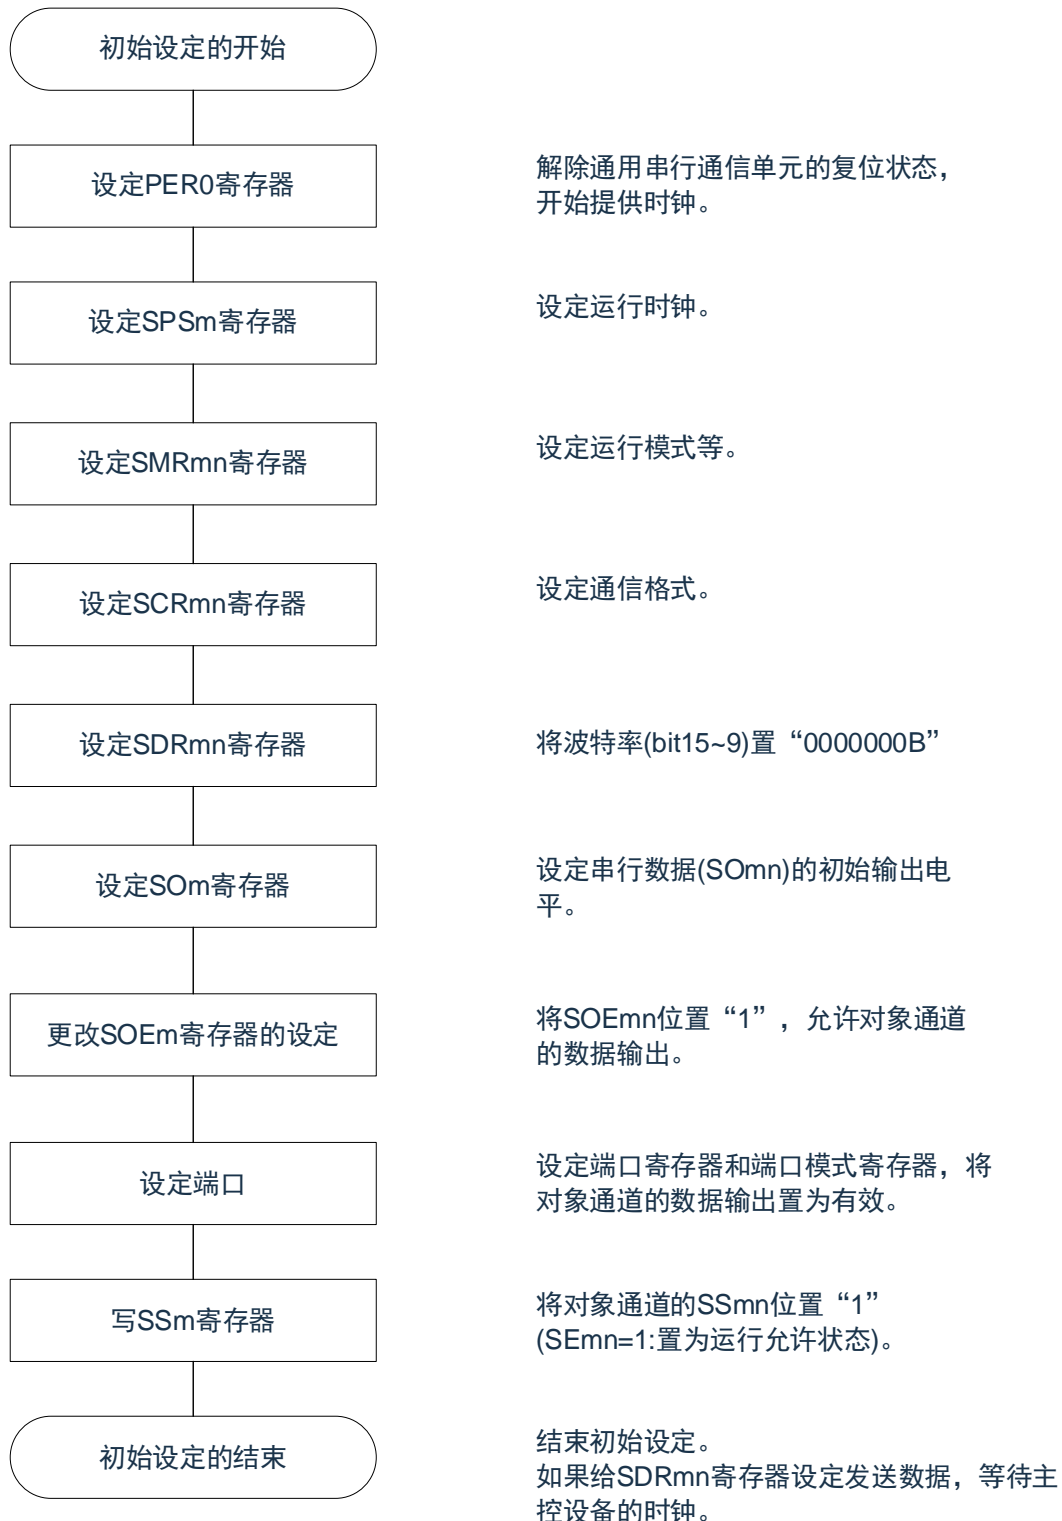 初始设定的开始
设定PER0寄存器
解除通用串行通信单元的复位状态，
开始提供时钟。
设定SPSm寄存器
设定运行时钟。
设定SMRmn寄存器
设定运行模式等。
设定SCRmn寄存器
设定通信格式。
设定SDRmn寄存器
将波特率(bit15~9)置“0000000B”
设定SOm寄存器
设定串行数据(SOmn)的初始输出电
平。
更改SOEm寄存器的设定
将SOEmn位置“1”，允许对象通道
的数据输出。
设定端口
设定端口寄存器和端口模式寄存器，将
对象通道的数据输出置为有效。
写SSm寄存器
将对象通道的SSmn位置“1”
(SEmn=1:置为运行允许状态)。
初始设定的结束
结束初始设定。
如果给SDRmn寄存器设定发送数据，等待主
控设备的时钟。